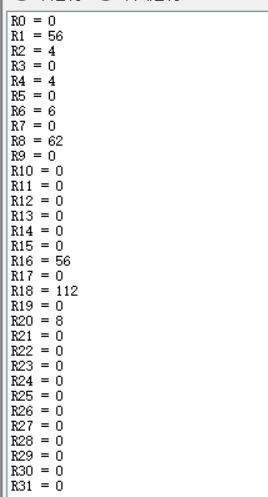 R0 = 0
R1 = 56
R2 = 4
R3 = 0
R4 = 4
R5 = 0
R6 = 6
R7 = 0
R8 = 62
R9 = 0
R10 = 0
R11 = 0
R12 = 0
R13 = 0
R14 = 0
R15 = 0
R16 = 56
R17 = 0
R18 = 112
R19 = 0
R20 = 8
R21 = 0
R22 = 0
R23 = 0
R24 = 0
R25 = 0
R26 = 0
R27 = 0
R28 = 0
R29 = 0
R30 = 0
R31 = 0